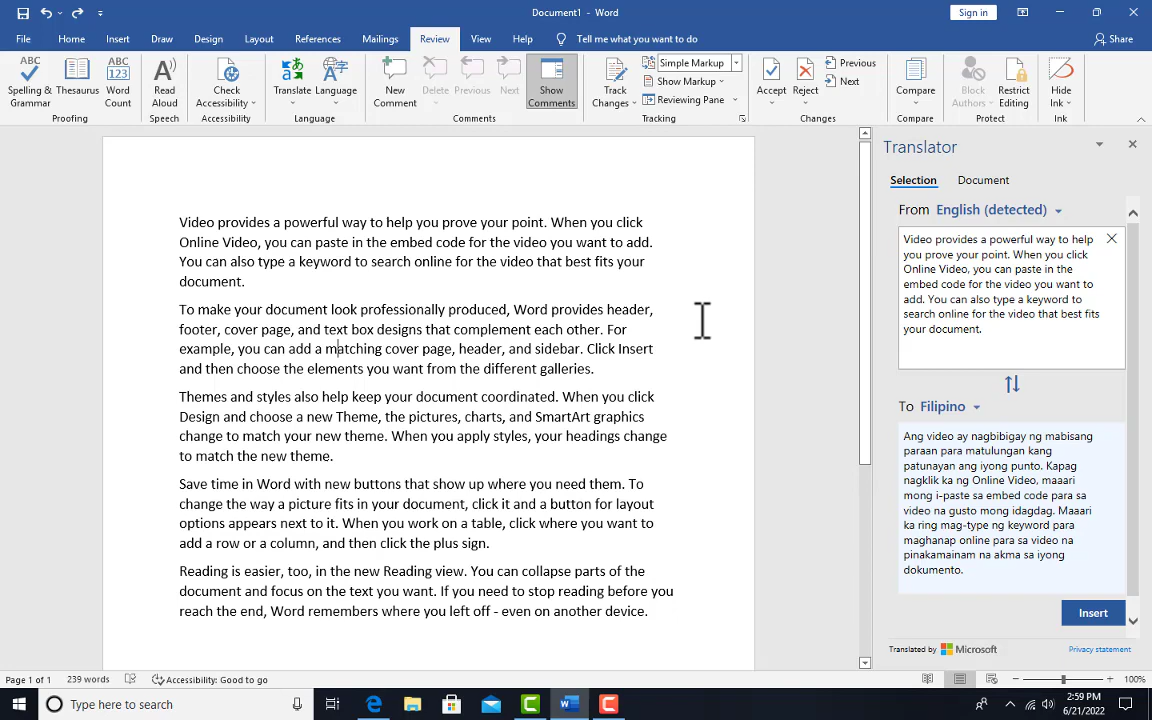 Document1 - Word
Sign in
File Home Insert Draw Design Layout References Mailings Review View Help Tell me what you want to do Share
Spelling & Grammar
Thesaurus
Word Count
Read Aloud
Check Accessibility
Translate
Language
New Comment
Delete
Previous
Next
Show Comments
Track Changes
Simple Markup
Show Markup
Reviewing Pane
Accept
Reject
Previous
Next
Compare
Block Authors
Restrict Editing
Hide Ink
Proofing Speech Accessibility Language Comments Tracking Changes Compare Protect Ink
Video provides a powerful way to help you prove your point. When you click
Online Video, you can paste in the embed code for the video you want to add.
You can also type a keyword to search online for the video that best fits your
document.
To make your document look professionally produced, Word provides header,
footer, cover page, and text box designs that complement each other. For
example, you can add a matching cover page, header, and sidebar. Click Insert
and then choose the elements you want from the different galleries.
Themes and styles also help keep your document coordinated. When you click
Design and choose a new Theme, the pictures, charts, and SmartArt graphics
change to match your new theme. When you apply styles, your headings change
to match the new theme.
Save time in Word with new buttons that show up where you need them. To
change the way a picture fits in your document, click it and a button for layout
options appears next to it. When you work on a table, click where you want to
add a row or a column, and then click the plus sign.
Reading is easier, too, in the new Reading view. You can collapse parts of the
document and focus on the text you want. If you need to stop reading before you
reach the end, Word remembers where you left off - even on another device.
Translator
Selection Document
From English (detected)
Video provides a powerful way to help
you prove your point. When you click
Online Video, you can paste in the
embed code for the video you want to
add. You can also type a keyword to
search online for the video that best fits
your document.
To Filipino
Ang video ay nagbibigay ng mabisang
paraan para matulungan kang
patunayan ang iyong punto. Kapag
nagklik ka ng Online Video, maaari
mong i-paste sa embed code para sa
video na gusto mong idagdag. Maaari
ka ring mag-type ng keyword para
maghanap online para sa video na
pinakamainam na akma sa iyong
dokumento.
Insert
Translated by Microsoft Privacy statement
Page 1 of 1 239 words Accessibility: Good to go 100%
Type here to search
2:59 PM
6/21/2022